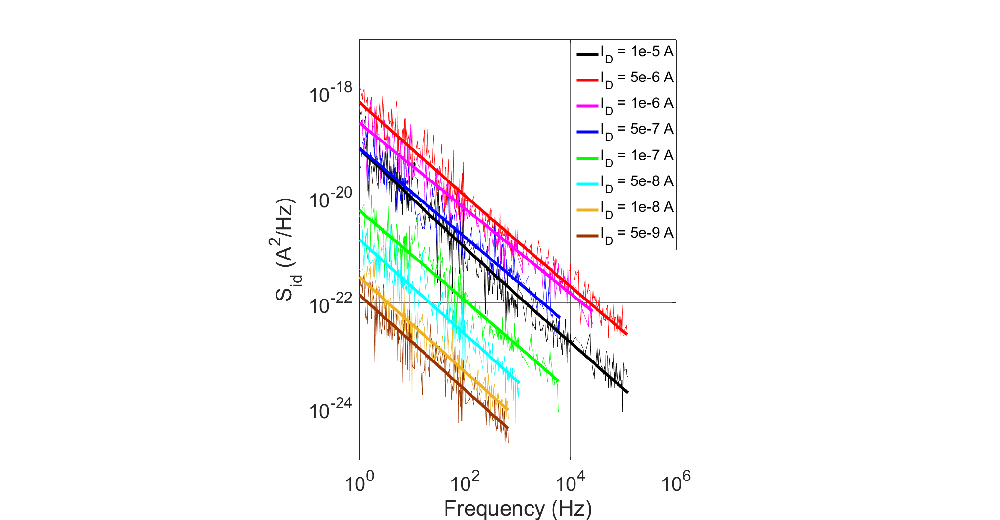 I_D = 1e-5 A
I_D = 5e-6 A
I_D = 1e-6 A
I_D = 5e-7 A
I_D = 1e-7 A
I_D = 5e-8 A
I_D = 1e-8 A
I_D = 5e-9 A
10^-18
10^-20
10^-22
10^-24
S_id (A^2/Hz)
10^0 10^2 10^4 10^6
Frequency (Hz)